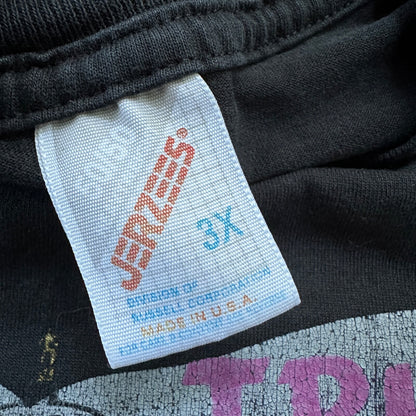 JERZEES®
3X
DIVISION OF
RUSSELL CORPORATION
MADE IN U.S.A.